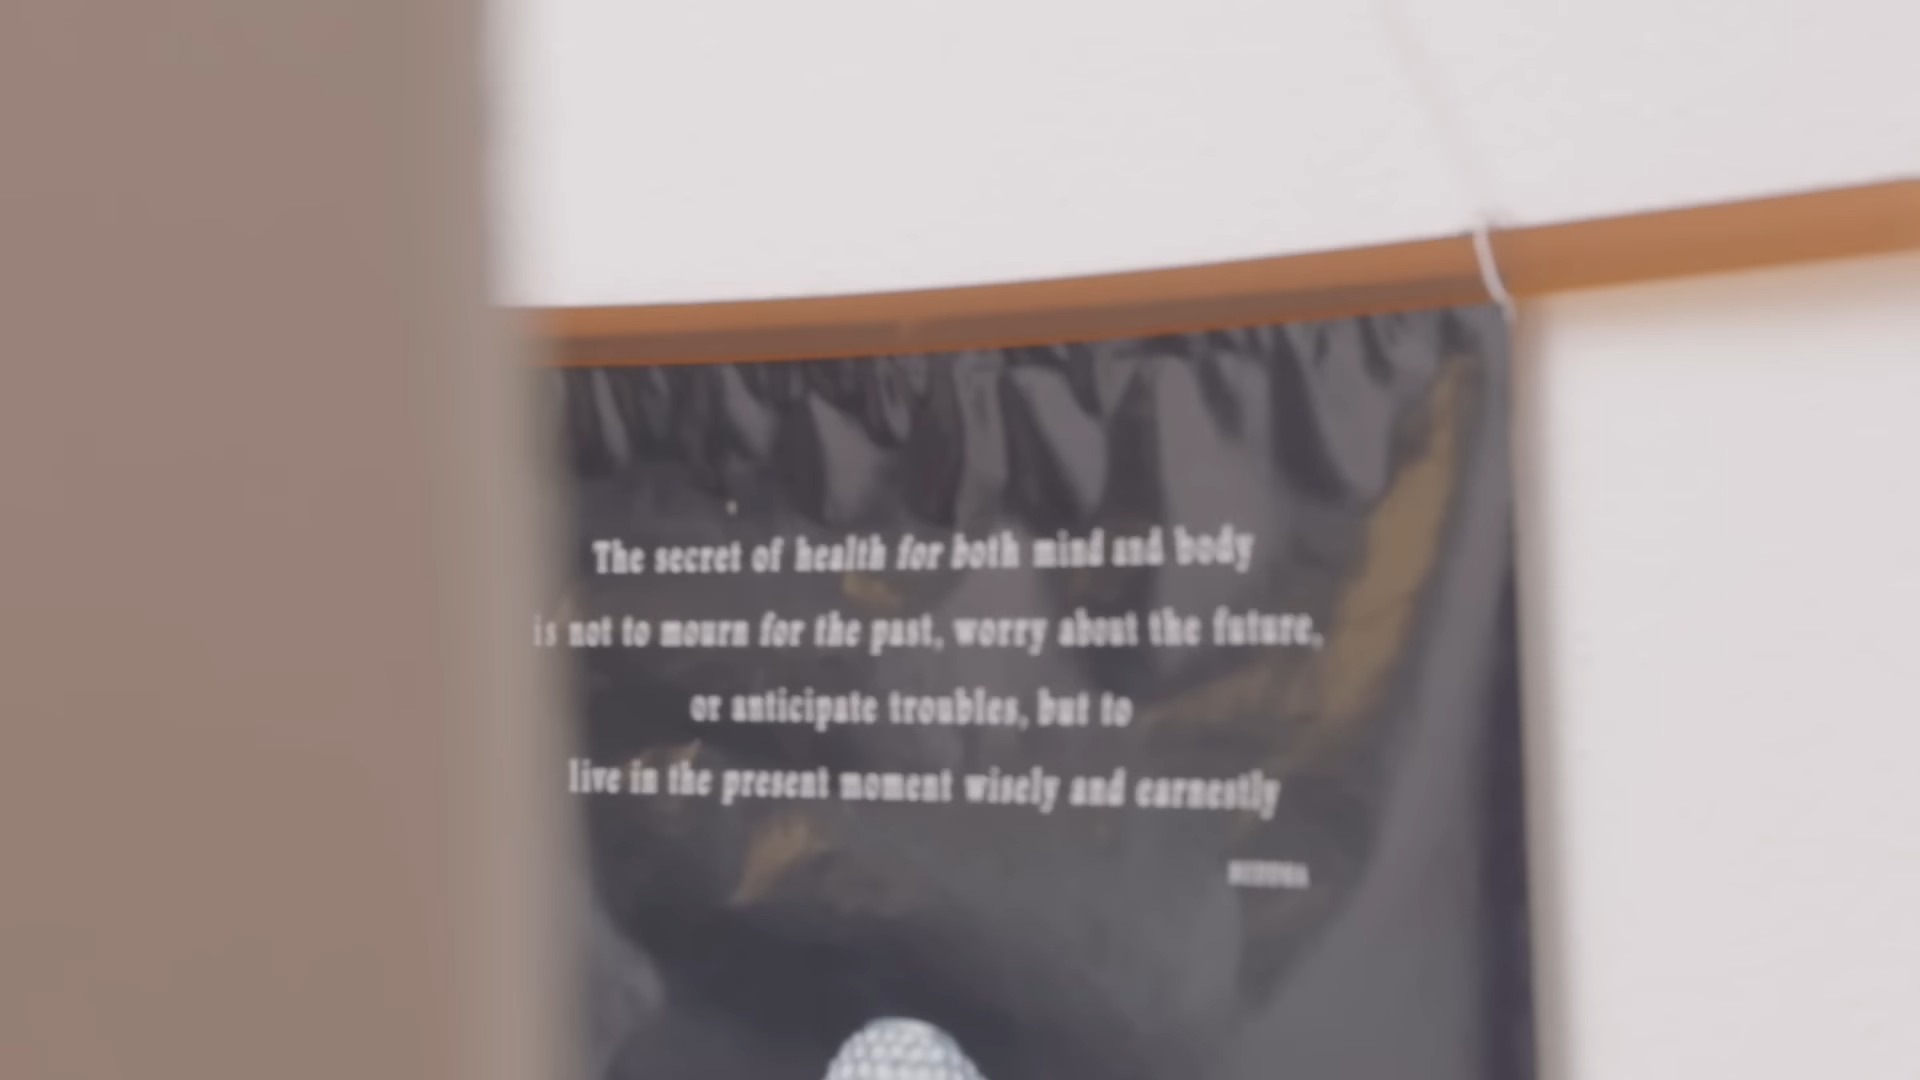 The secret of health for both mind and body
is not to mourn for the past, worry about the future,
or anticipate troubles, but to
live in the present moment wisely and earnestly
BUDDHA